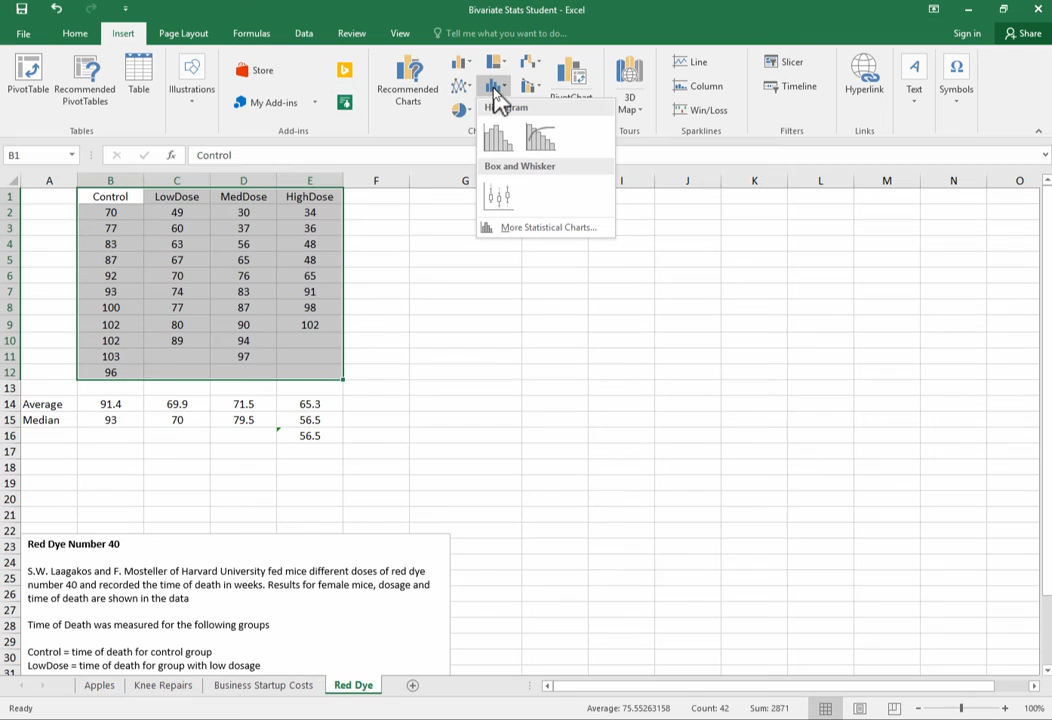 Bivariate Stats Student - Excel
Sign in
Share
File Home Insert Page Layout Formulas Data Review View Tell me what you want to do...
PivotTable Recommended PivotTables Table
Tables
Illustrations
Store
My Add-ins
Add-ins
Recommended Charts
3D Map
Tours
Line
Column
Win/Loss
Sparklines
Slicer
Timeline
Filters
Hyperlink
Links
Text
Symbols
Box and Whisker
More Statistical Charts...
B1 fx Control
A B C D E F G I J K L M N O
1 Control LowDose MedDose HighDose
2 70 49 30 34
3 77 60 37 36
4 83 63 56 48
5 87 67 65 48
6 92 70 76 65
7 93 74 83 91
8 100 77 87 98
9 102 80 90 102
10 102 89 94
11 103 97
12 96
13
14 Average 91.4 69.9 71.5 65.3
15 Median 93 70 79.5 56.5
16 56.5
17
18
19
20
21
22
23
24
25
26
27
28
29
30
31
Red Dye Number 40
S.W. Laagakos and F. Mosteller of Harvard University fed mice different doses of red dye
number 40 and recorded the time of death in weeks. Results for female mice, dosage and
time of death are shown in the data
Time of Death was measured for the following groups
Control = time of death for control group
LowDose = time of death for group with low dosage
Apples Knee Repairs Business Startup Costs Red Dye
Ready Average: 75.55263158 Count: 42 Sum: 2871 100%